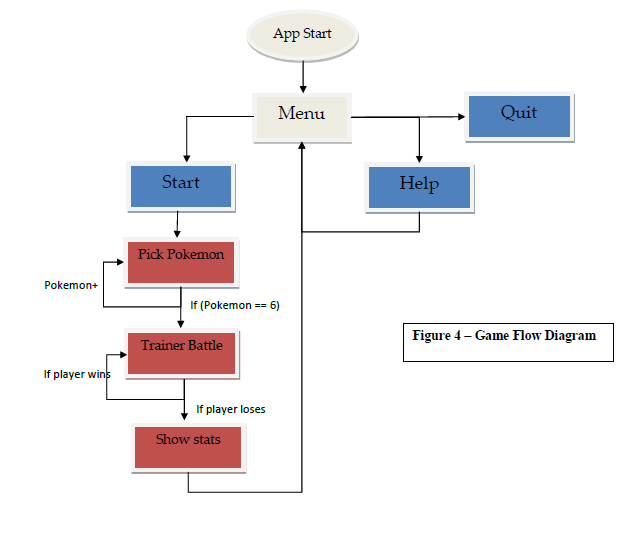 App Start
Menu
Quit
Start
Help
Pick Pokemon
Pokemon+
If (Pokemon == 6)
Figure 4 – Game Flow Diagram
Trainer Battle
If player wins
If player loses
Show stats